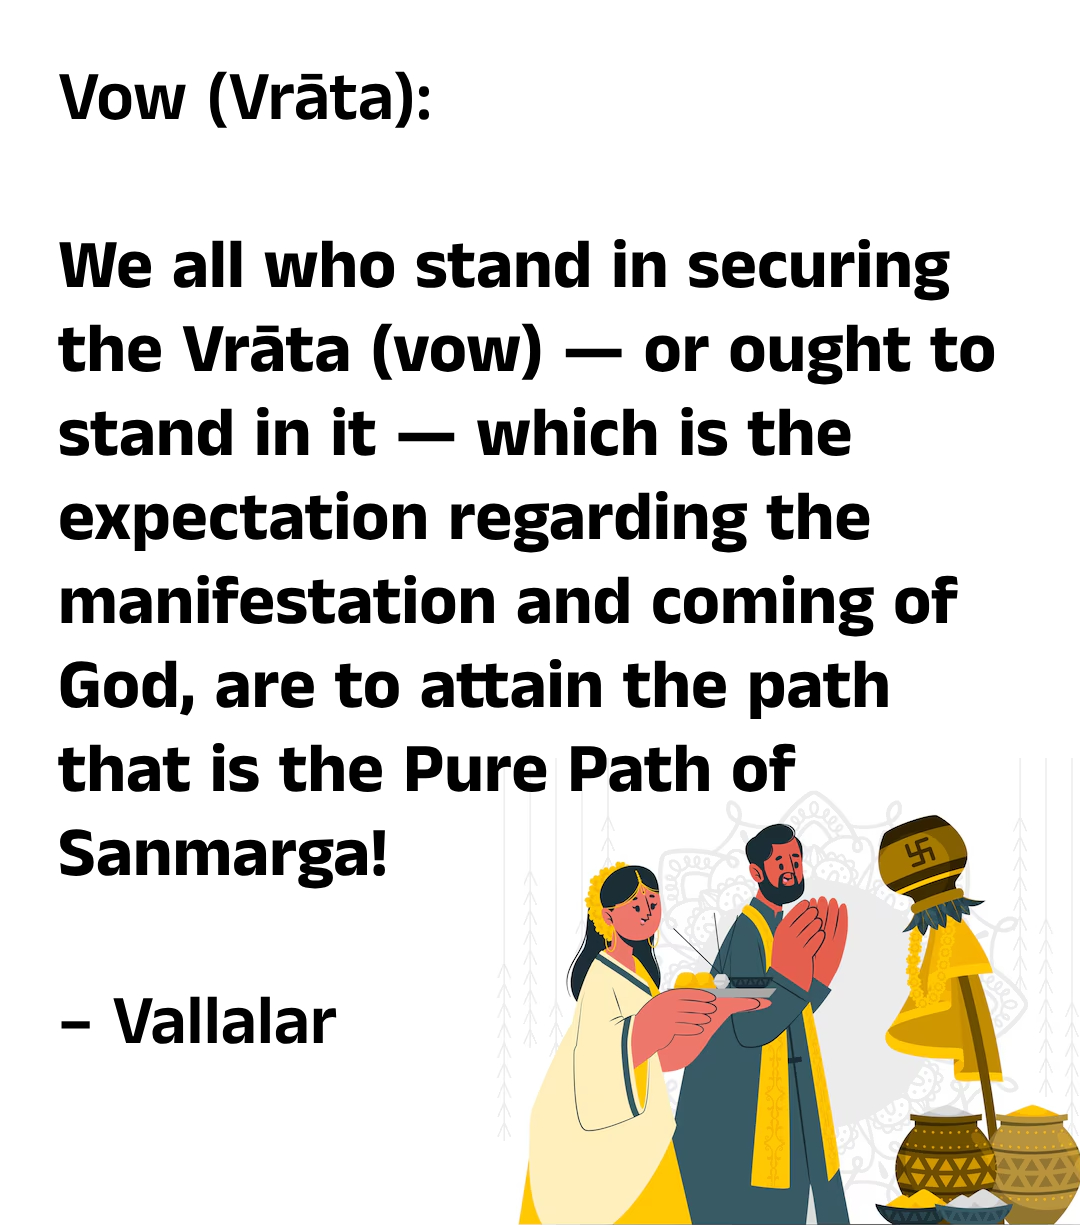 Vow (Vrāta):
We all who stand in securing
the Vrāta (vow) — or ought to
stand in it — which is the
expectation regarding the
manifestation and coming of
God, are to attain the path
that is the Pure Path of
Sanmarga!
– Vallalar